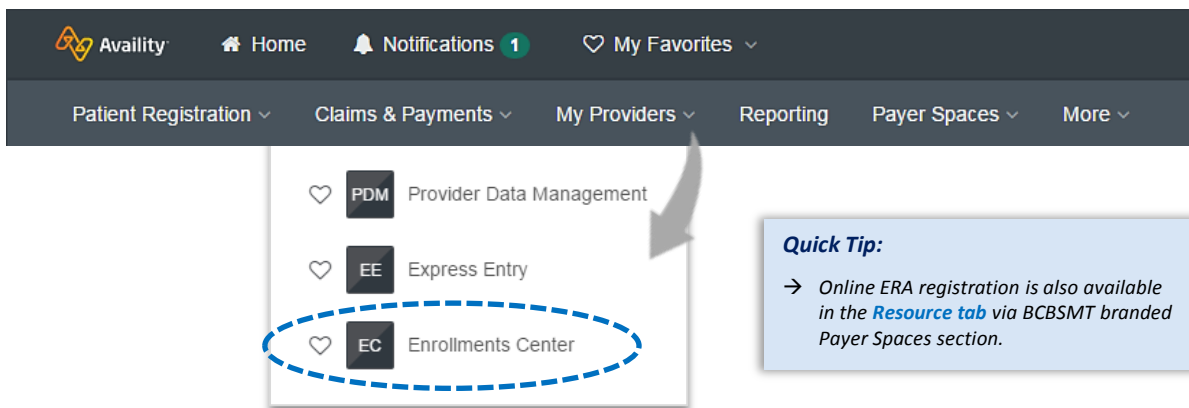 Availity Home Notifications 1 My Favorites
Patient Registration Claims & Payments My Providers Reporting Payer Spaces More
PDM Provider Data Management
EE Express Entry
EC Enrollments Center
Quick Tip:
→ Online ERA registration is also available
in the Resource tab via BCBSMT branded
Payer Spaces section.